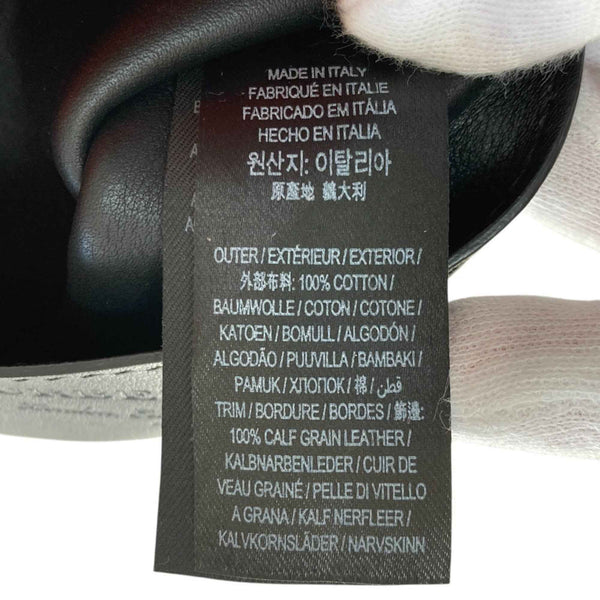 MADE IN ITALY
FABRIQUÉ EN ITALIE
FABRICADO EM ITÁLIA
HECHO EN ITALIA
원산지: 이탈리아
原產地 義大利
OUTER / EXTÉRIEUR / EXTERIOR /
外部布料: 100% COTTON /
BAUMWOLLE / COTON / COTONE /
KATOEN / BOMULL / ALGODÓN /
ALGODÃO / PUUVILLA / BAMBAKI /
PAMUK / ХЛОПОК / 棉 / قطن /
TRIM / BORDURE / BORDES / 飾邊:
100% CALF GRAIN LEATHER /
KALBNARBENLEDER / CUIR DE
VEAU GRAINÉ / PELLE DI VITELLO
A GRANA / KALF NERFLEER /
KALVKORNSLÄDER / NARVSKINN